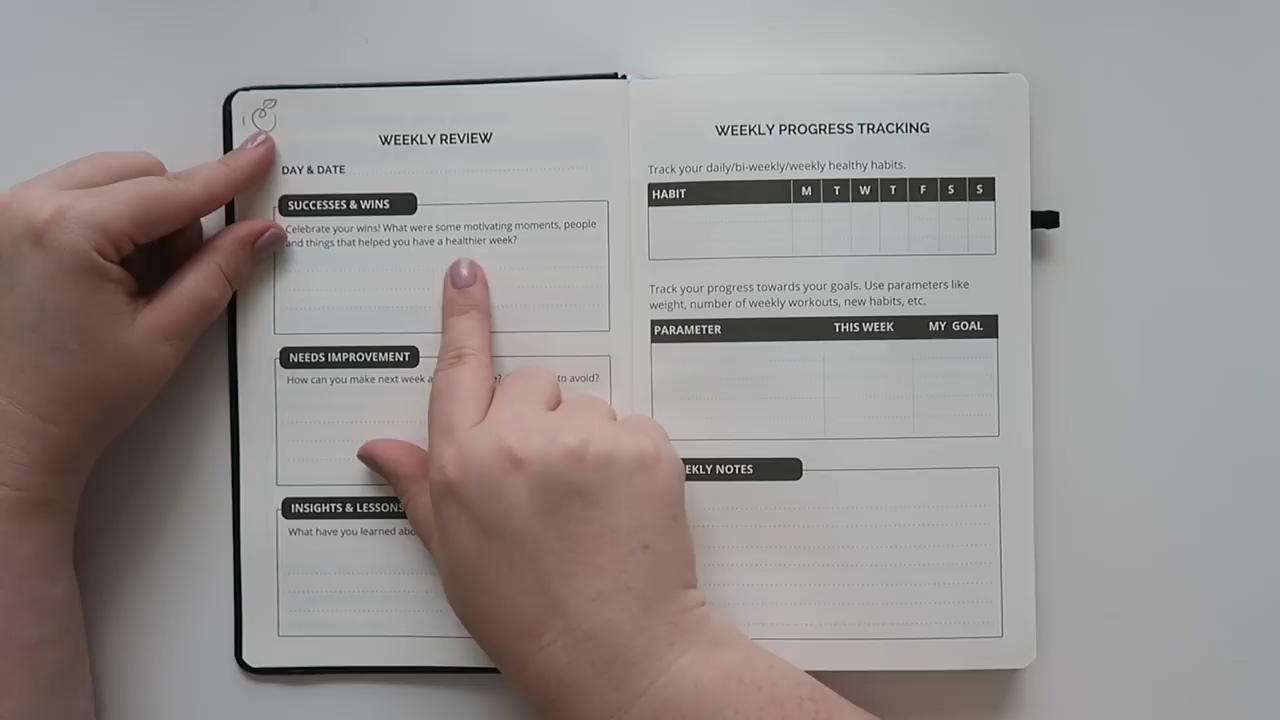 WEEKLY REVIEW
DAY & DATE
SUCCESSES & WINS
Celebrate your wins! What were some motivating moments, people
and things that helped you have a healthier week?
NEEDS IMPROVEMENT
How can you make next week to avoid?
INSIGHTS & LESSONS
What have you learned
WEEKLY PROGRESS TRACKING
Track your daily/bi-weekly/weekly healthy habits.
HABIT M T W T F S S
Track your progress towards your goals. Use parameters like
weight, number of weekly workouts, new habits, etc.
PARAMETER THIS WEEK MY GOAL
EKLY NOTES